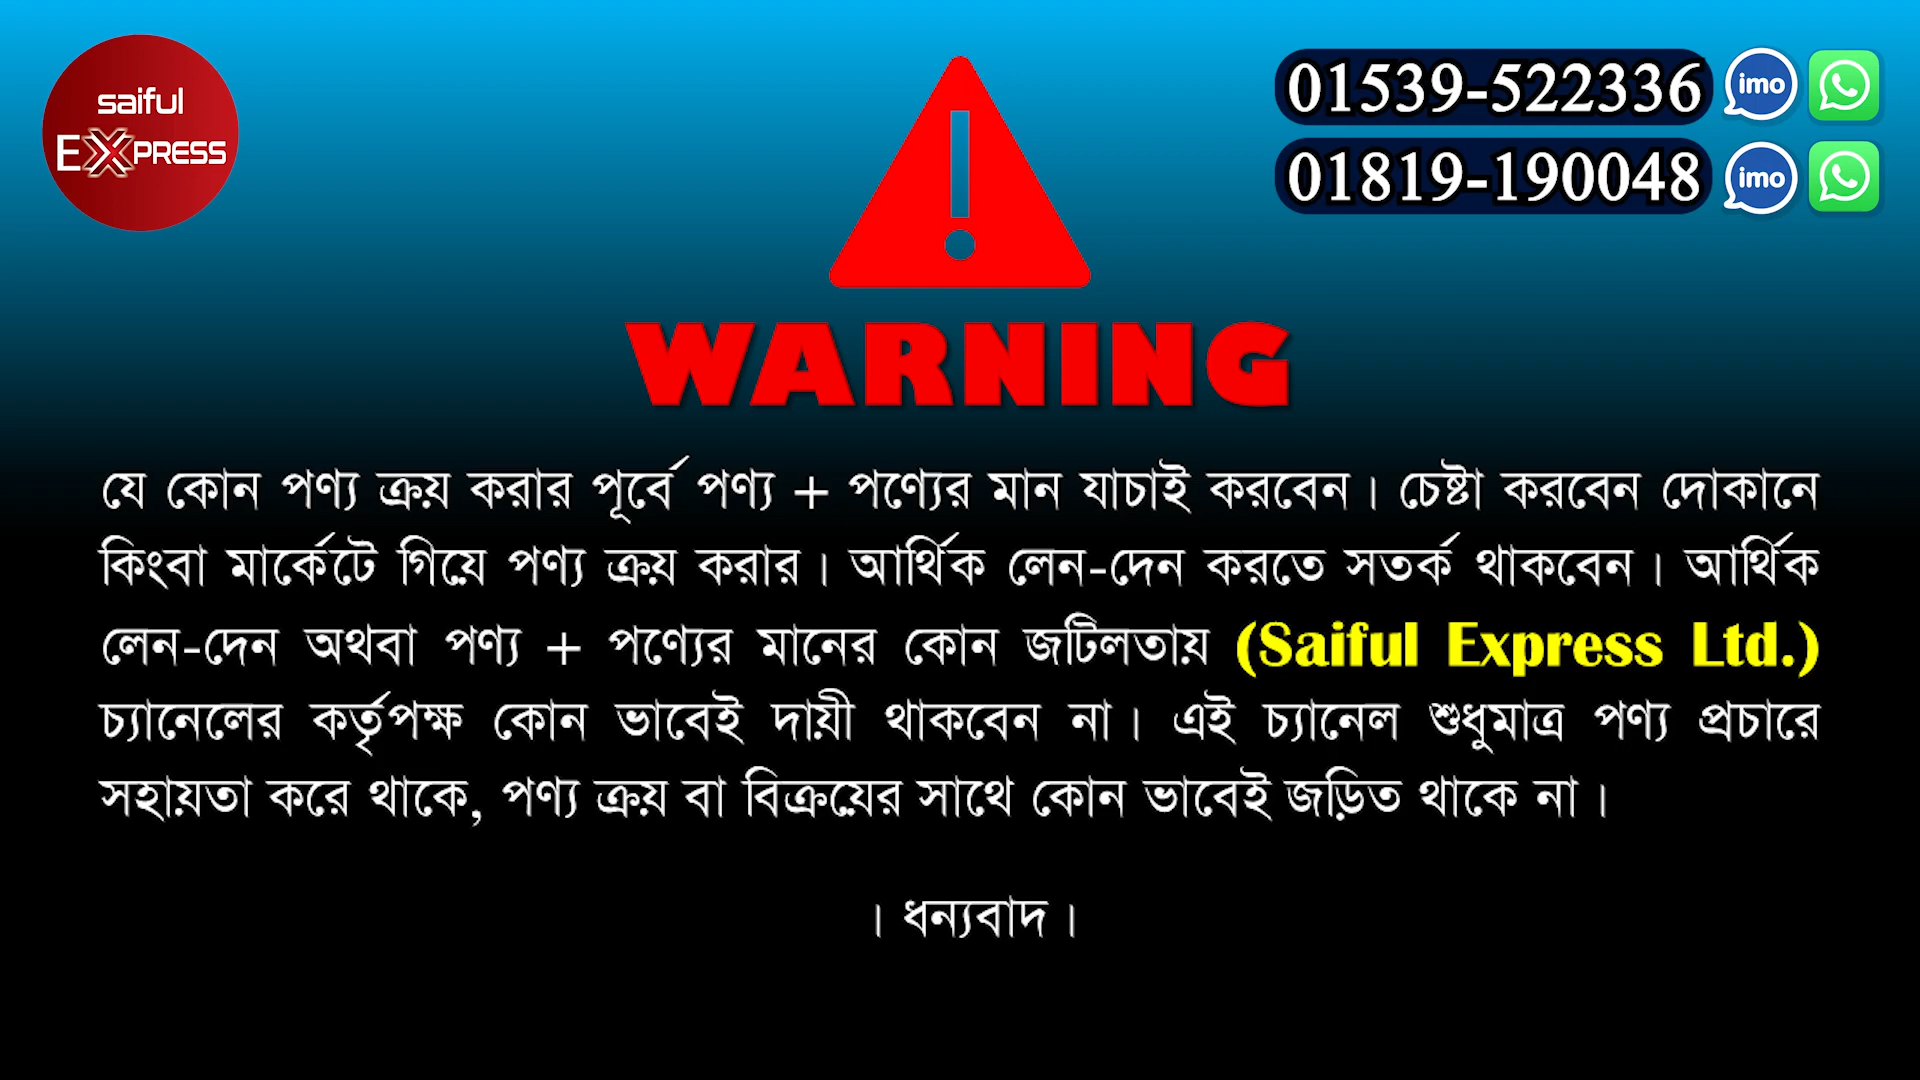 saiful
EXPRESS
01539-522336 imo
01819-190048 imo
WARNING
যে কোন পণ্য ক্রয় করার পূর্বে পণ্য + পণ্যের মান যাচাই করবেন। চেষ্টা করবেন দোকানে
কিংবা মার্কেটে গিয়ে পণ্য ক্রয় করার। আর্থিক লেন-দেন করতে সতর্ক থাকবেন। আর্থিক
লেন-দেন অথবা পণ্য + পণ্যের মানের কোন জটিলতায় (Saiful Express Ltd.)
চ্যানেলের কর্তৃপক্ষ কোন ভাবেই দায়ী থাকবেন না। এই চ্যানেল শুধুমাত্র পণ্য প্রচারে
সহায়তা করে থাকে, পণ্য ক্রয় বা বিক্রয়ের সাথে কোন ভাবেই জড়িত থাকে না।
। ধন্যবাদ।